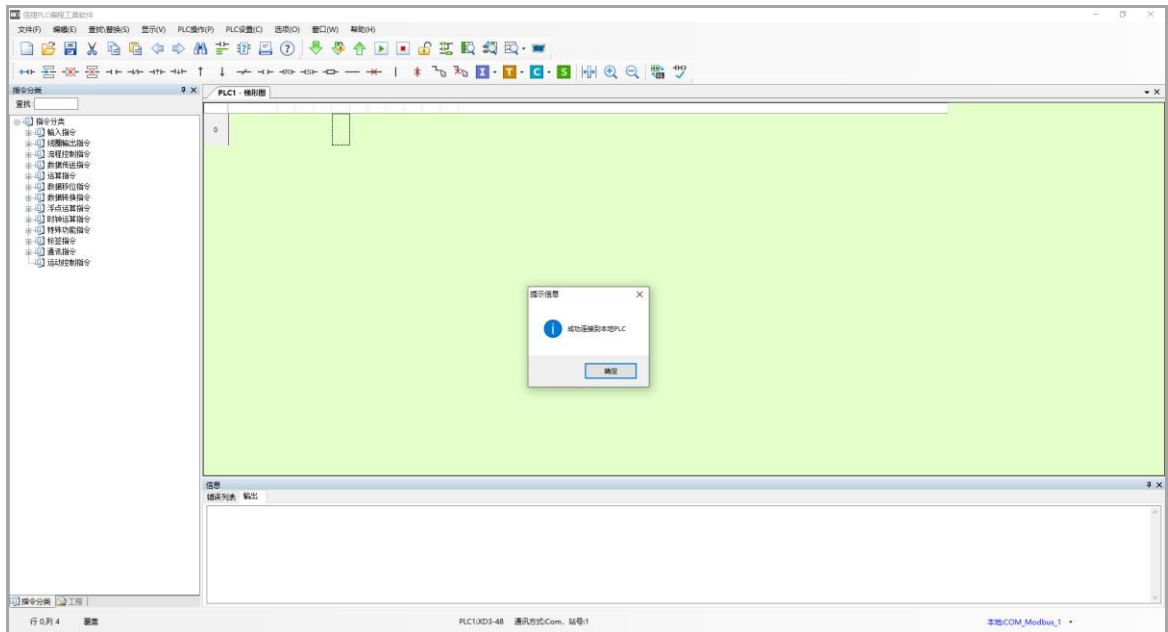 信捷PLC编程工具软件
文件(F) 编辑(E) 查找\替换(S) 显示(V) PLC操作(P) PLC设置(C) 选项(O) 窗口(W) 帮助(H)
I T C S
指令分类
PLC1 - 梯形图
查找:
0
指令分类
输入指令
线圈输出指令
流程控制指令
数据传送指令
运算指令
数据移位指令
数据转换指令
浮点运算指令
时钟运算指令
特殊功能指令
标签指令
通讯指令
运动控制指令
提示信息
成功连接到本地PLC
确定
信息
错误列表 输出
指令分类 工程
行 0,列 4 覆盖 PLC1:XD3-48 通讯方式:Com, 站号:1 本地:COM_Modbus_1